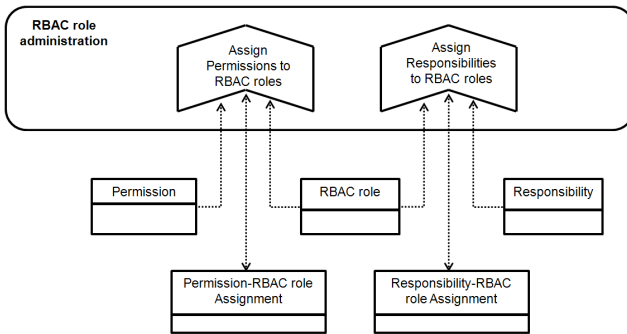 RBAC role
administration
Assign
Permissions to
RBAC roles
Assign
Responsibilities
to RBAC roles
Permission
RBAC role
Responsibility
Permission-RBAC role
Assignment
Responsibility-RBAC
role Assignment